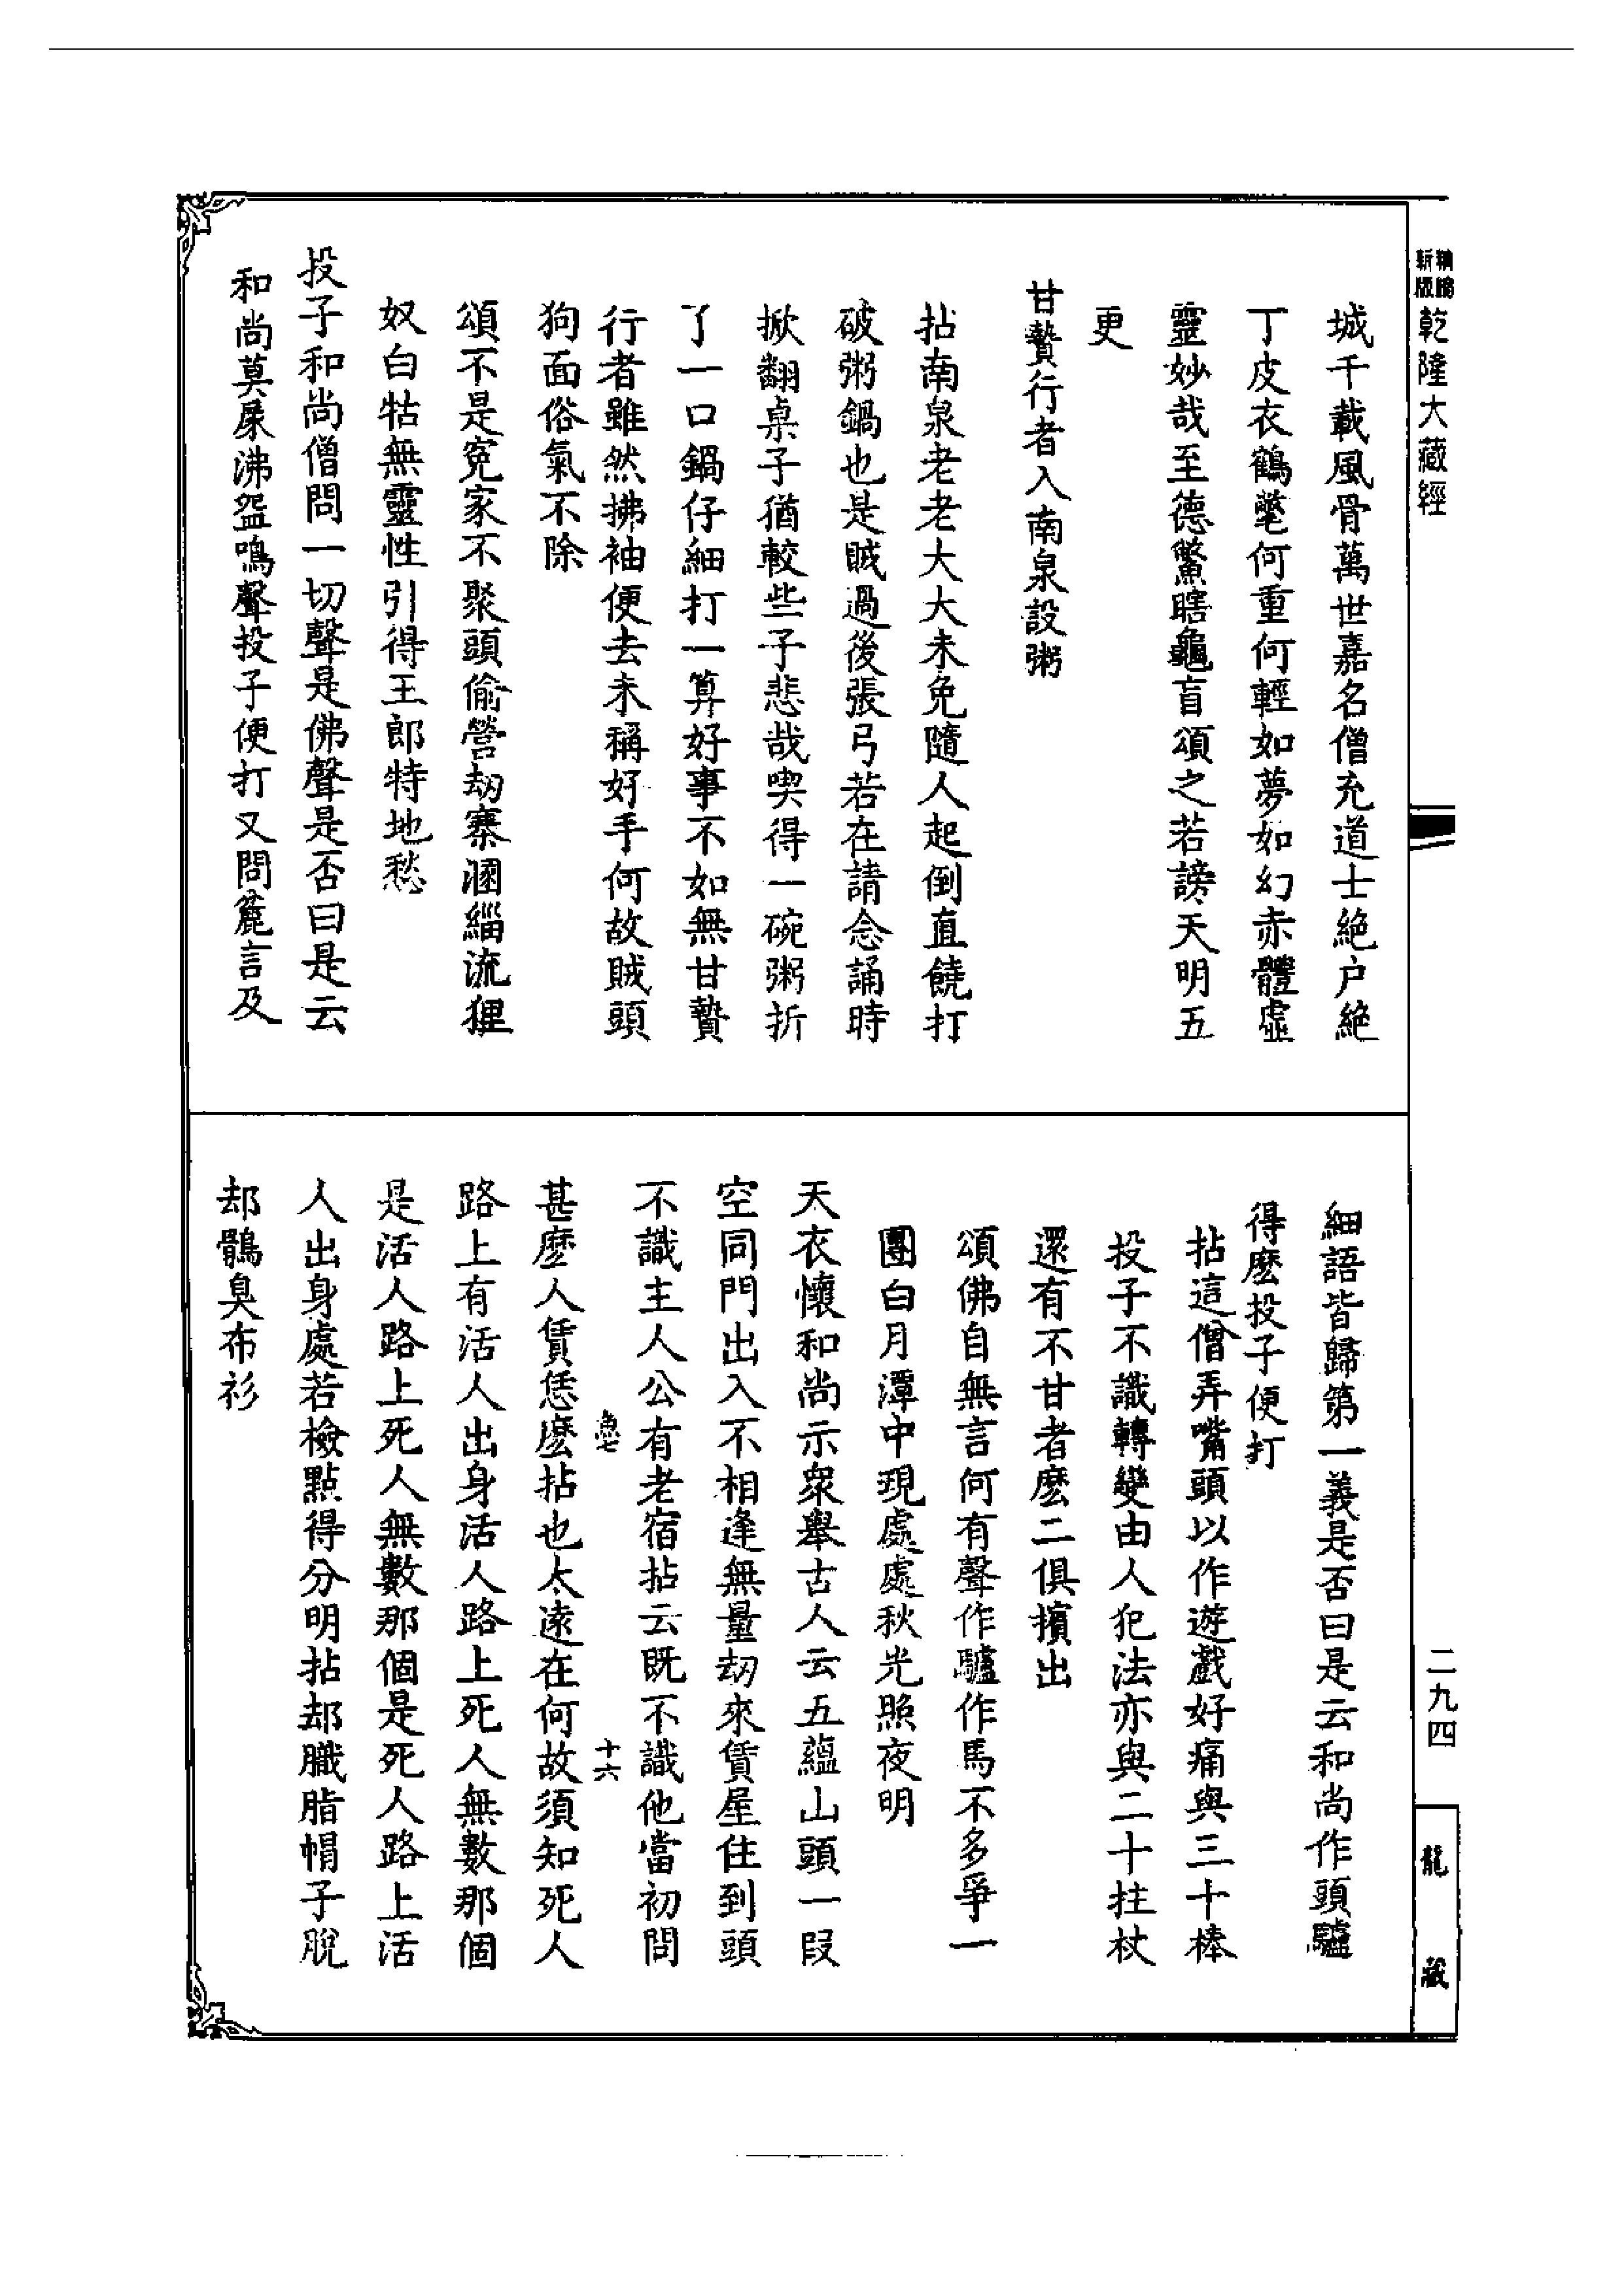 精縮新版
乾隆大藏經
城千載風骨萬世嘉名僧充道士絶户絶
丁皮衣鶴氅何重何輕如夢如幻亦體虛
靈妙哉至德鱉瞎龜盲頌之若謗天明五
更
甘贄行者入南泉設粥
拈南泉老老大大未免隨人起倒直饒打
破粥鍋也是賊過後張弓若在請念誦時
掀翻桌子猶較些子悲哉喫得一碗粥折
了一口鍋仔細打一算好事不如無甘贄
行者雖然拂袖便去未稱好手何故賊頭
狗面俗氣不除
頌不是寃家不聚頭偷營劫寨溷緇流狸
奴白牯無靈性引得王郎特地愁
投子和尚僧問一切聲是佛聲是否曰是云
和尚莫屎沸盌鳴聲投子便打又問麄言及
細語皆歸第一義是否曰是云和尚作頭驢
得麽投子便打
拈這僧弄嘴頭以作遊戲好痛與三十棒
投子不識轉變由人犯法亦與二十拄杖
還有不甘者麽二俱擯出
頌佛自無言何有聲作驢作馬不多爭一
團白月潭中現處處秋光照夜明
天衣懷和尚示衆舉古人云五蘊山頭一段
空同門出入不相逢無量劫來賃屋住到頭
不識主人公有老宿拈云既不識他當初問
魚七
十六
甚麽人賃恁麽拈也太遠在何故須知死人
路上有活人出身活人路上死人無數那個
是活人路上死人無數那個是死人路上活
人出身處若檢點得分明拈却膱脂帽子脫
却鶻臭布衫
二九四
龍藏